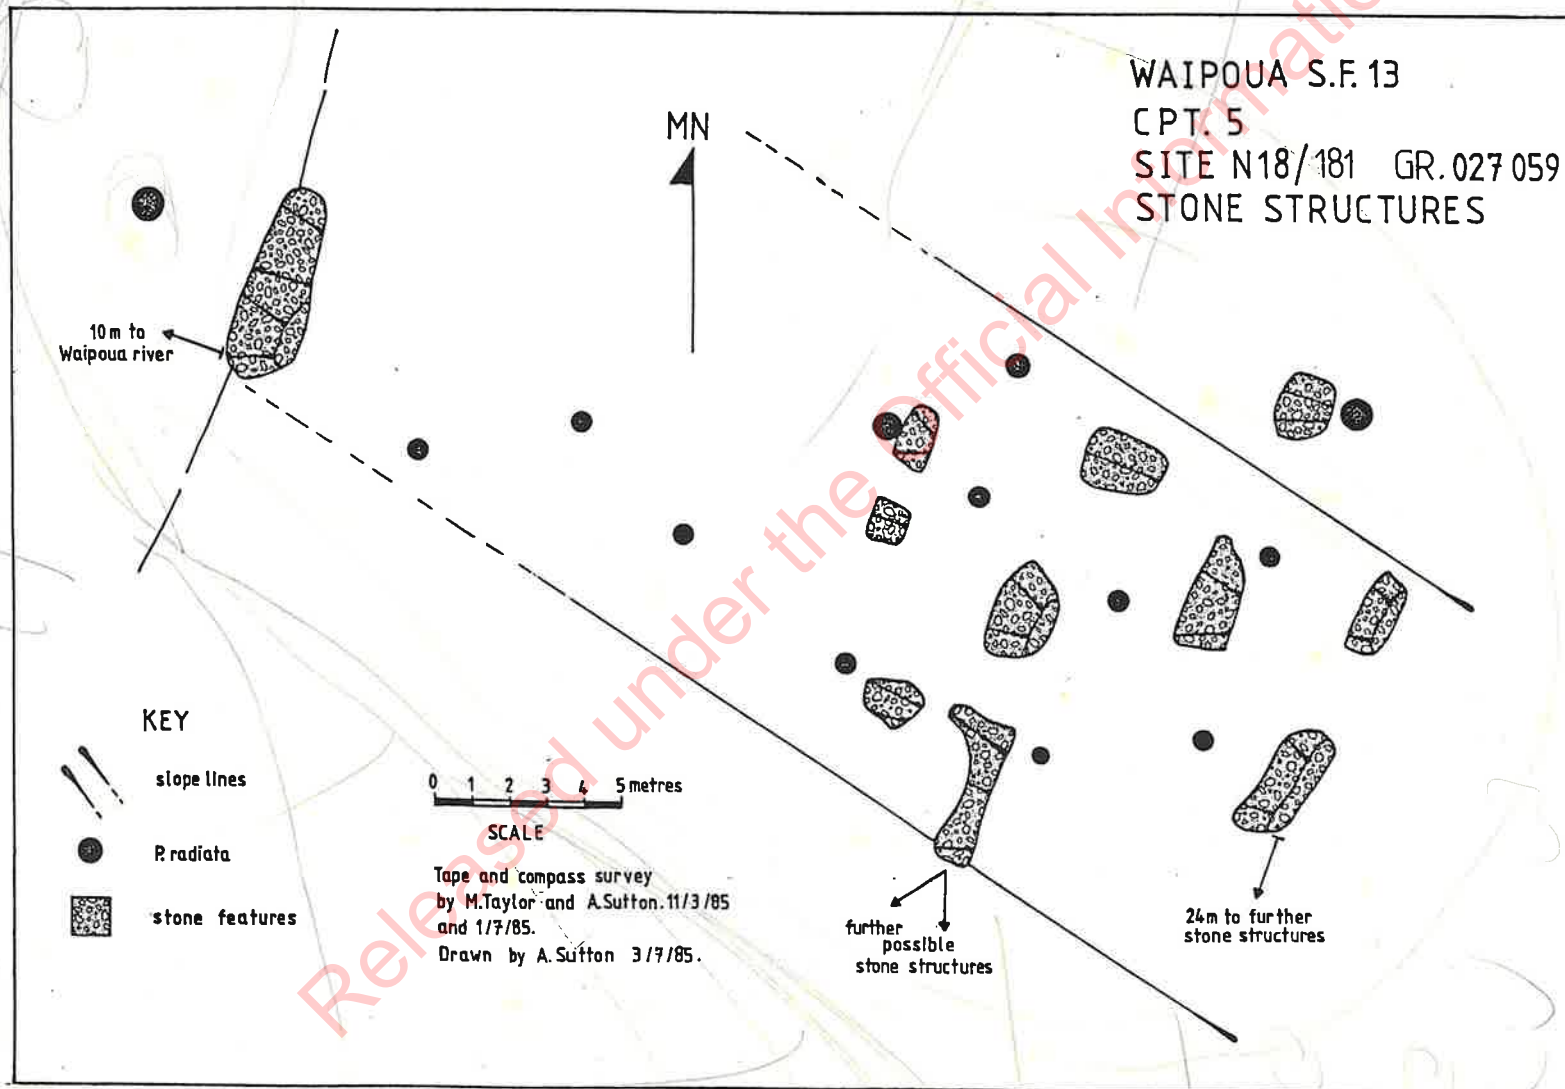 WAIPOUA S.F. 13
CPT. 5
SITE N18/181 GR. 027 059
STONE STRUCTURES
MN
10m to
Waipoua river
KEY
slope lines
P. radiata
stone features
0 1 2 3 4 5 metres
SCALE
Tape and compass survey
by M. Taylor and A. Sutton. 11/3/85
and 1/7/85.
Drawn by A. Sutton 3/7/85.
further
possible
stone structures
24m to further
stone structures
Released under the Official Informatio